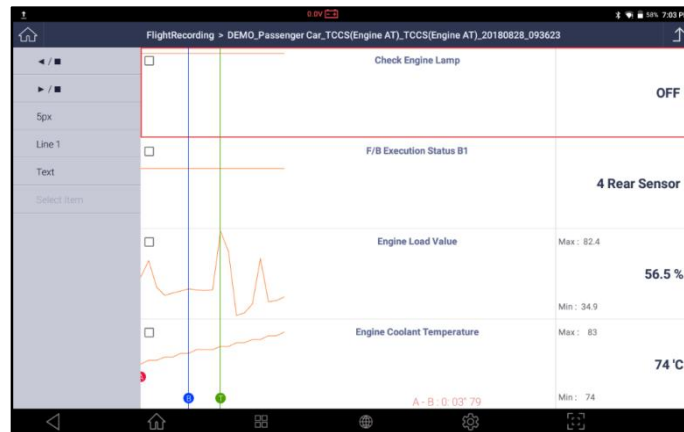 0.0V
58% 7:03 PM
FlightRecording > DEMO_Passenger Car_TCCS(Engine AT)_TCCS(Engine AT)_20180828_093623
◄ / ■
► / ■
5px
Line 1
Text
Select Item
Check Engine Lamp
OFF
F/B Execution Status B1
4 Rear Sensor
Engine Load Value
Max : 82.4
56.5 %
Min : 34.9
Engine Coolant Temperature
Max : 83
74 'C
Min : 74
B
T
A - B : 0: 03" 79